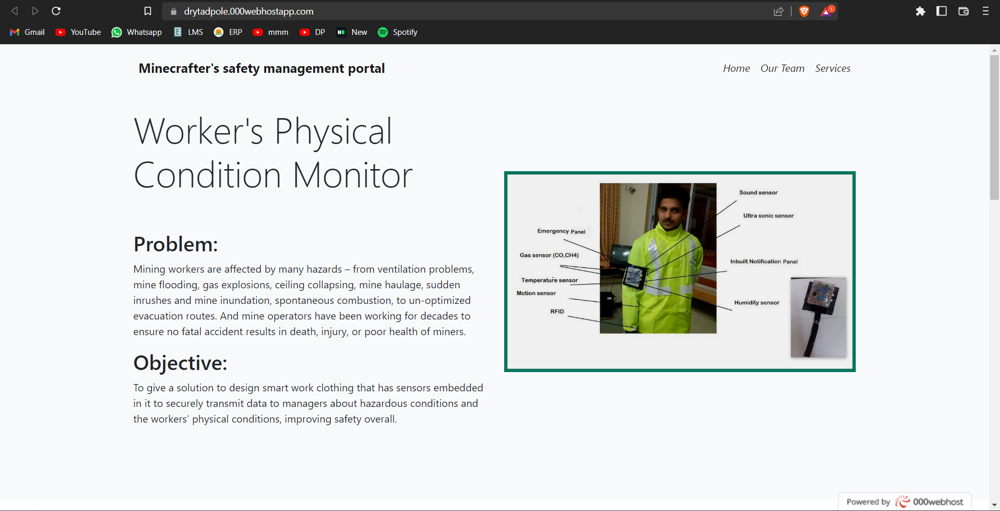 drytadpole.000webhostapp.com
1
Gmail YouTube Whatsapp LMS ERP mmm DP New Spotify
Minecrafter's safety management portal
Home Our Team Services
Worker's Physical
Condition Monitor
Problem:
Mining workers are affected by many hazards – from ventilation problems,
mine flooding, gas explosions, ceiling collapsing, mine haulage, sudden
inrushes and mine inundation, spontaneous combustion, to un-optimized
evacuation routes. And mine operators have been working for decades to
ensure no fatal accident results in death, injury, or poor health of miners.
Objective:
To give a solution to design smart work clothing that has sensors embedded
in it to securely transmit data to managers about hazardous conditions and
the workers’ physical conditions, improving safety overall.
Sound sensor
Ultra sonic sensor
Emergency Panel
Gas sensor (CO,CH4)
Inbuilt Notification Panel
Temperature sensor
Motion sensor
Humidity sensor
RFID
Powered by 000webhost